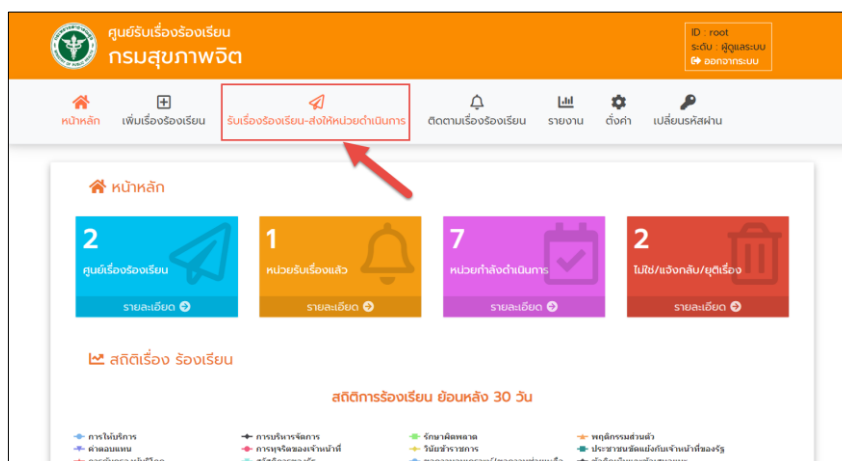 ศูนย์รับเรื่องร้องเรียน
กรมสุขภาพจิต
ID : root
ระดับ : ผู้ดูแลระบบ
ออกจากระบบ
หน้าหลัก
เพิ่มเรื่องร้องเรียน
รับเรื่องร้องเรียน-ส่งให้หน่วยดำเนินการ
ติดตามเรื่องร้องเรียน
รายงาน
ตั้งค่า
เปลี่ยนรหัสผ่าน
หน้าหลัก
2
ศูนย์เรื่องร้องเรียน
รายละเอียด
1
หน่วยรับเรื่องแล้ว
รายละเอียด
7
หน่วยกำลังดำเนินการ
รายละเอียด
2
ไม่ใช่/แจ้งกลับ/ยุติเรื่อง
รายละเอียด
สถิติเรื่อง ร้องเรียน
สถิติการร้องเรียน ย้อนหลัง 30 วัน
การให้บริการ
การบริหารจัดการ
รักษาผิดพลาด
พฤติกรรมส่วนตัว
ค่าตอบแทน
การทุจริตของเจ้าหน้าที่
วินัยข้าราชการ
ประชาชนขัดแย้งกับเจ้าหน้าที่ของรัฐ